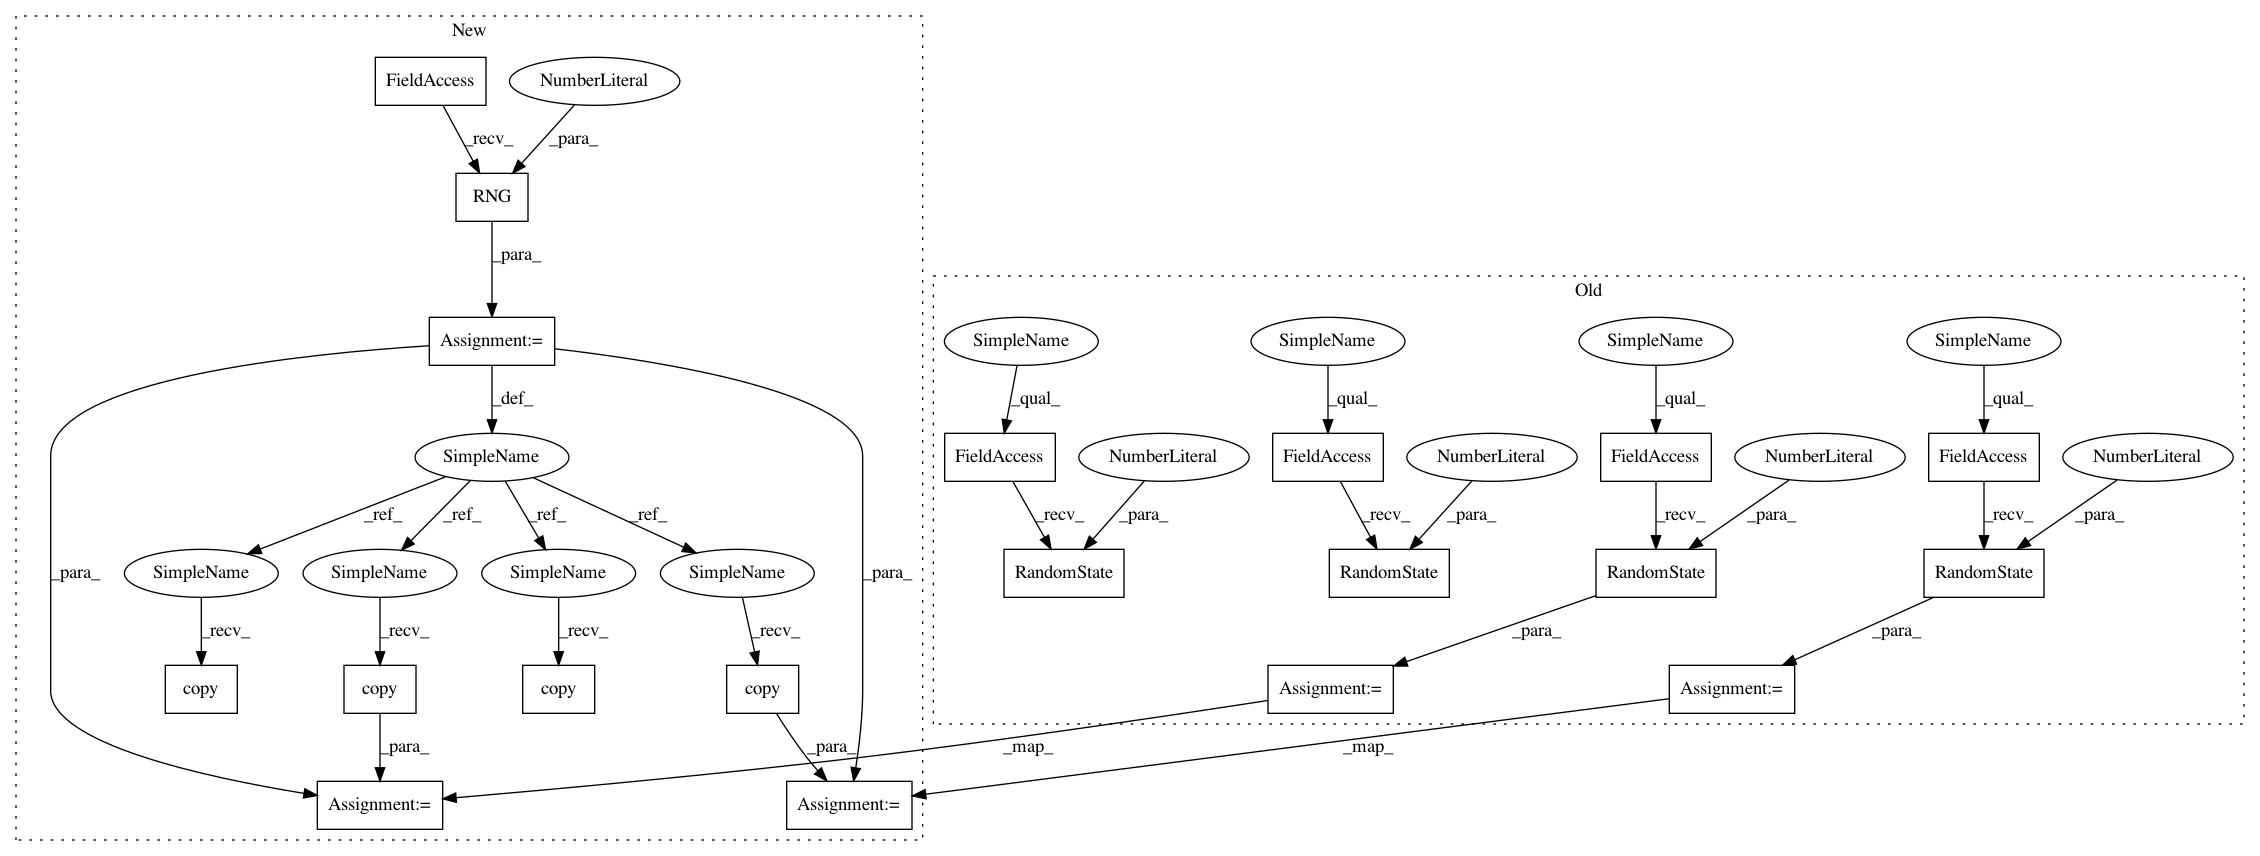 New
FieldAccess
NumberLiteral
_recv_
_para_
RNG
_para_
Assignment:=
_def_
SimpleName
_ref_
_ref_
_ref_
_ref_
_para_
SimpleName
SimpleName
SimpleName
SimpleName
_para_
_recv_
_recv_
_recv_
_recv_
copy
copy
copy
copy
_para_
_para_
Assignment:=
Assignment:=
Old
SimpleName
SimpleName
SimpleName
SimpleName
_qual_
_qual_
_qual_
_qual_
FieldAccess
NumberLiteral
FieldAccess
NumberLiteral
FieldAccess
NumberLiteral
FieldAccess
NumberLiteral
_recv_
_para_
_recv_
_para_
_recv_
_para_
_recv_
_para_
RandomState
RandomState
RandomState
RandomState
_para_
_para_
Assignment:=
Assignment:=
_map_
_map_